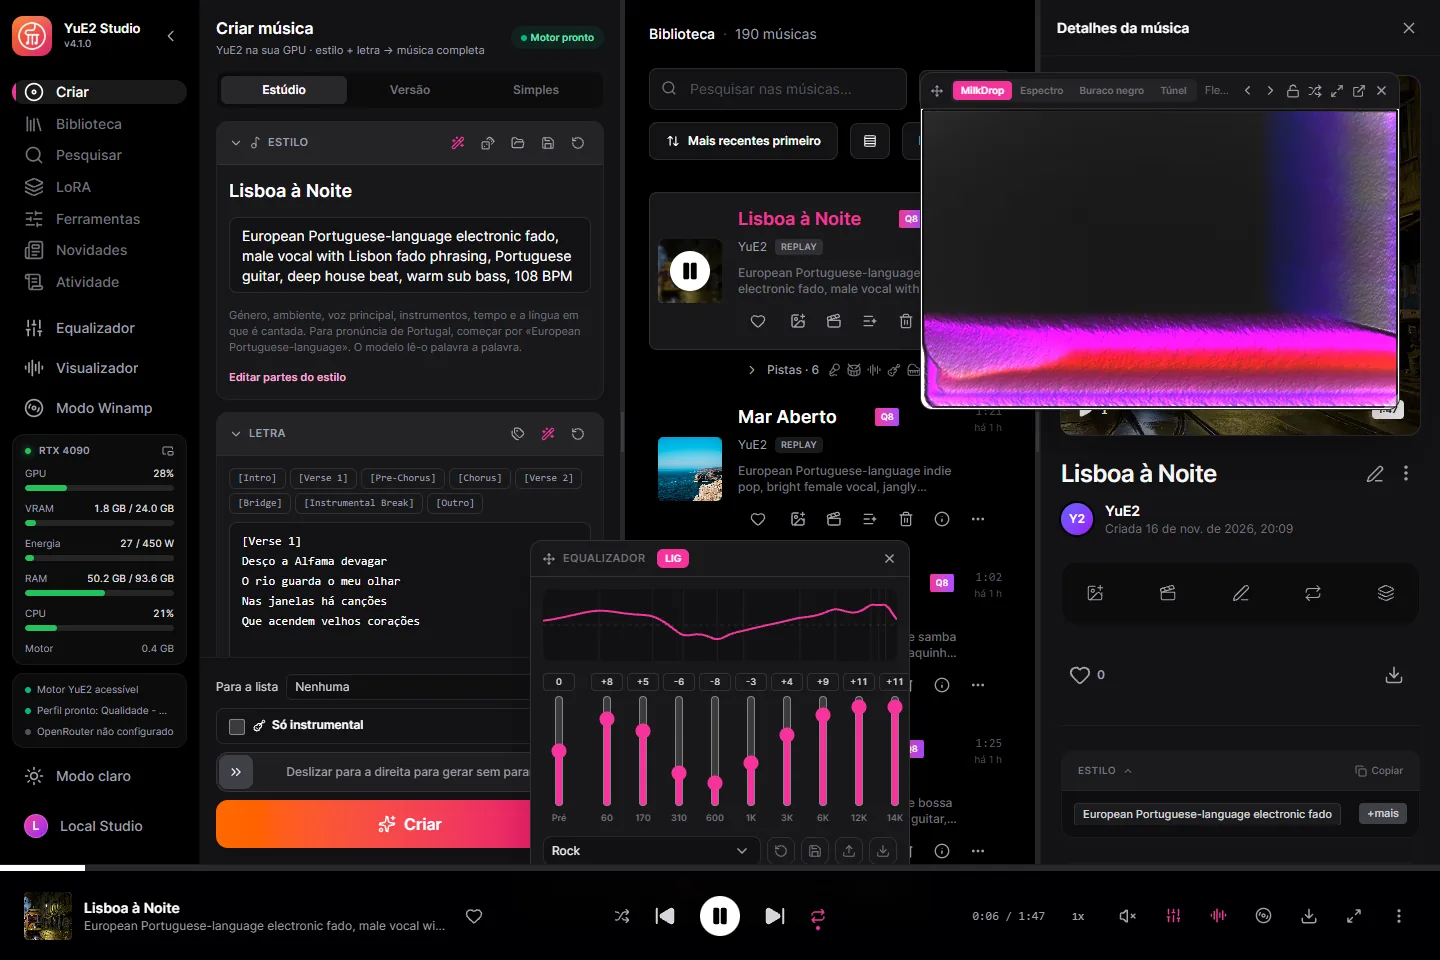 YuE2 Studio
v4.1.0
Criar
Biblioteca
Pesquisar
LoRA
Ferramentas
Novidades
Atividade
Equalizador
Visualizador
Modo Winamp
RTX 4090
GPU 28%
VRAM 1.8 GB / 24.0 GB
Energia 27 / 450 W
RAM 50.2 GB / 93.6 GB
CPU 21%
Motor 0.4 GB
Motor YuE2 acessível
Perfil pronto: Qualidade - ...
OpenRouter não configurado
Modo claro
L Local Studio
Criar música
YuE2 na sua GPU · estilo + letra → música completa
Motor pronto
Estúdio Versão Simples
ESTILO
Lisboa à Noite
European Portuguese-language electronic fado,
male vocal with Lisbon fado phrasing, Portuguese
guitar, deep house beat, warm sub bass, 108 BPM
Género, ambiente, voz principal, instrumentos, tempo e a língua em
que é cantada. Para pronúncia de Portugal, começar por «European
Portuguese-language». O modelo lê-o palavra a palavra.
Editar partes do estilo
LETRA
[Intro] [Verse 1] [Pre-Chorus] [Chorus] [Verse 2]
[Bridge] [Instrumental Break] [Outro]
[Verse 1]
Desço a Alfama devagar
O rio guarda o meu olhar
Nas janelas há canções
Que acendem velhos corações
Para a lista Nenhuma
Só instrumental
Deslizar para a direita para gerar sem para
Criar
Biblioteca · 190 músicas
Pesquisar nas músicas...
Mais recentes primeiro
Lisboa à Noite Q8
YuE2 REPLAY
European Portuguese-language
electronic fado, male vocal with
Pistas · 6
Mar Aberto Q8
1:21
há 1 h
YuE2 REPLAY
European Portuguese-language indie
pop, bright female vocal, jangly...
Q8 1:02
há 1 h
e samba
aquinh...
1:25
há 1 h
e bossa
guitar,...
EQUALIZADOR LIG
0 +8 +5 -6 -8 -3 +4 +9 +11 +11
Pré 60 170 310 600 1K 3K 6K 12K 14K
Rock
MilkDrop Espectro Buraco negro Túnel Fle...
Detalhes da música
1:47
Lisboa à Noite
Y2 YuE2
Criada 16 de nov. de 2026, 20:09
0
ESTILO Copiar
European Portuguese-language electronic fado +mais
Lisboa à Noite
European Portuguese-language electronic fado, male vocal wi...
0:06 / 1:47 1x